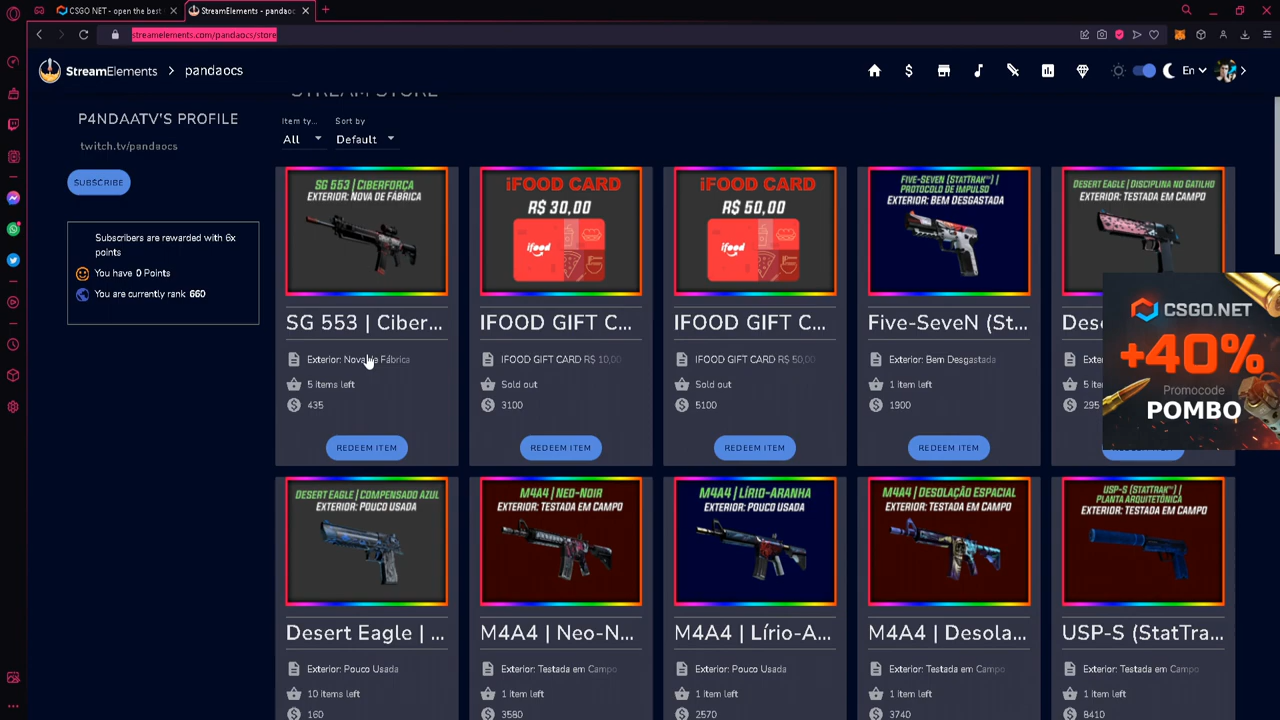 CSGO.NET - open the best
StreamElements - pandaoc
streamelements.com/pandaocs/store
StreamElements
pandaocs
En
STREAM STORE
P4NDAATV'S PROFILE
twitch.tv/pandaocs
SUBSCRIBE
Subscribers are rewarded with 6x
points
You have 0 Points
You are currently rank 660
Item ty...
All
Sort by
Default
SG 553 | CIBERFORÇA
EXTERIOR: NOVA DE FÁBRICA
SG 553 | Ciber...
Exterior: Nova de Fábrica
5 items left
435
REDEEM ITEM
iFOOD CARD
R$ 30,00
ifood
IFOOD GIFT C...
IFOOD GIFT CARD R$ 10,00
Sold out
3100
REDEEM ITEM
iFOOD CARD
R$ 50,00
ifood
IFOOD GIFT C...
IFOOD GIFT CARD R$ 50,00
Sold out
5100
REDEEM ITEM
FIVE-SEVEN (STATTRAK™) |
PROTOCOLO DE IMPULSO
EXTERIOR: BEM DESGASTADA
Five-SeveN (St...
Exterior: Bem Desgastada
1 item left
1900
REDEEM ITEM
DESERT EAGLE | DISCIPLINA NO GATILHO
EXTERIOR: TESTADA EM CAMPO
Des
Exte
5 ite
295
CSGO.NET
+40%
Promocode
POMBO
DESERT EAGLE | COMPENSADO AZUL
EXTERIOR: POUCO USADA
Desert Eagle | ...
Exterior: Pouco Usada
10 items left
160
M4A4 | NEO-NOIR
EXTERIOR: TESTADA EM CAMPO
M4A4 | Neo-N...
Exterior: Testada em Campo
1 item left
3580
M4A4 | LÍRIO-ARANHA
EXTERIOR: POUCO USADA
M4A4 | Lírio-A...
Exterior: Pouco Usada
1 item left
2570
M4A4 | DESOLAÇÃO ESPACIAL
EXTERIOR: TESTADA EM CAMPO
M4A4 | Desola...
Exterior: Testada em Campo
1 item left
3740
USP-S (STATTRAK™) |
PLANTA ARQUITETÔNICA
EXTERIOR: TESTADA EM CAMPO
USP-S (StatTra...
Exterior: Testada em Campo
1 item left
8410